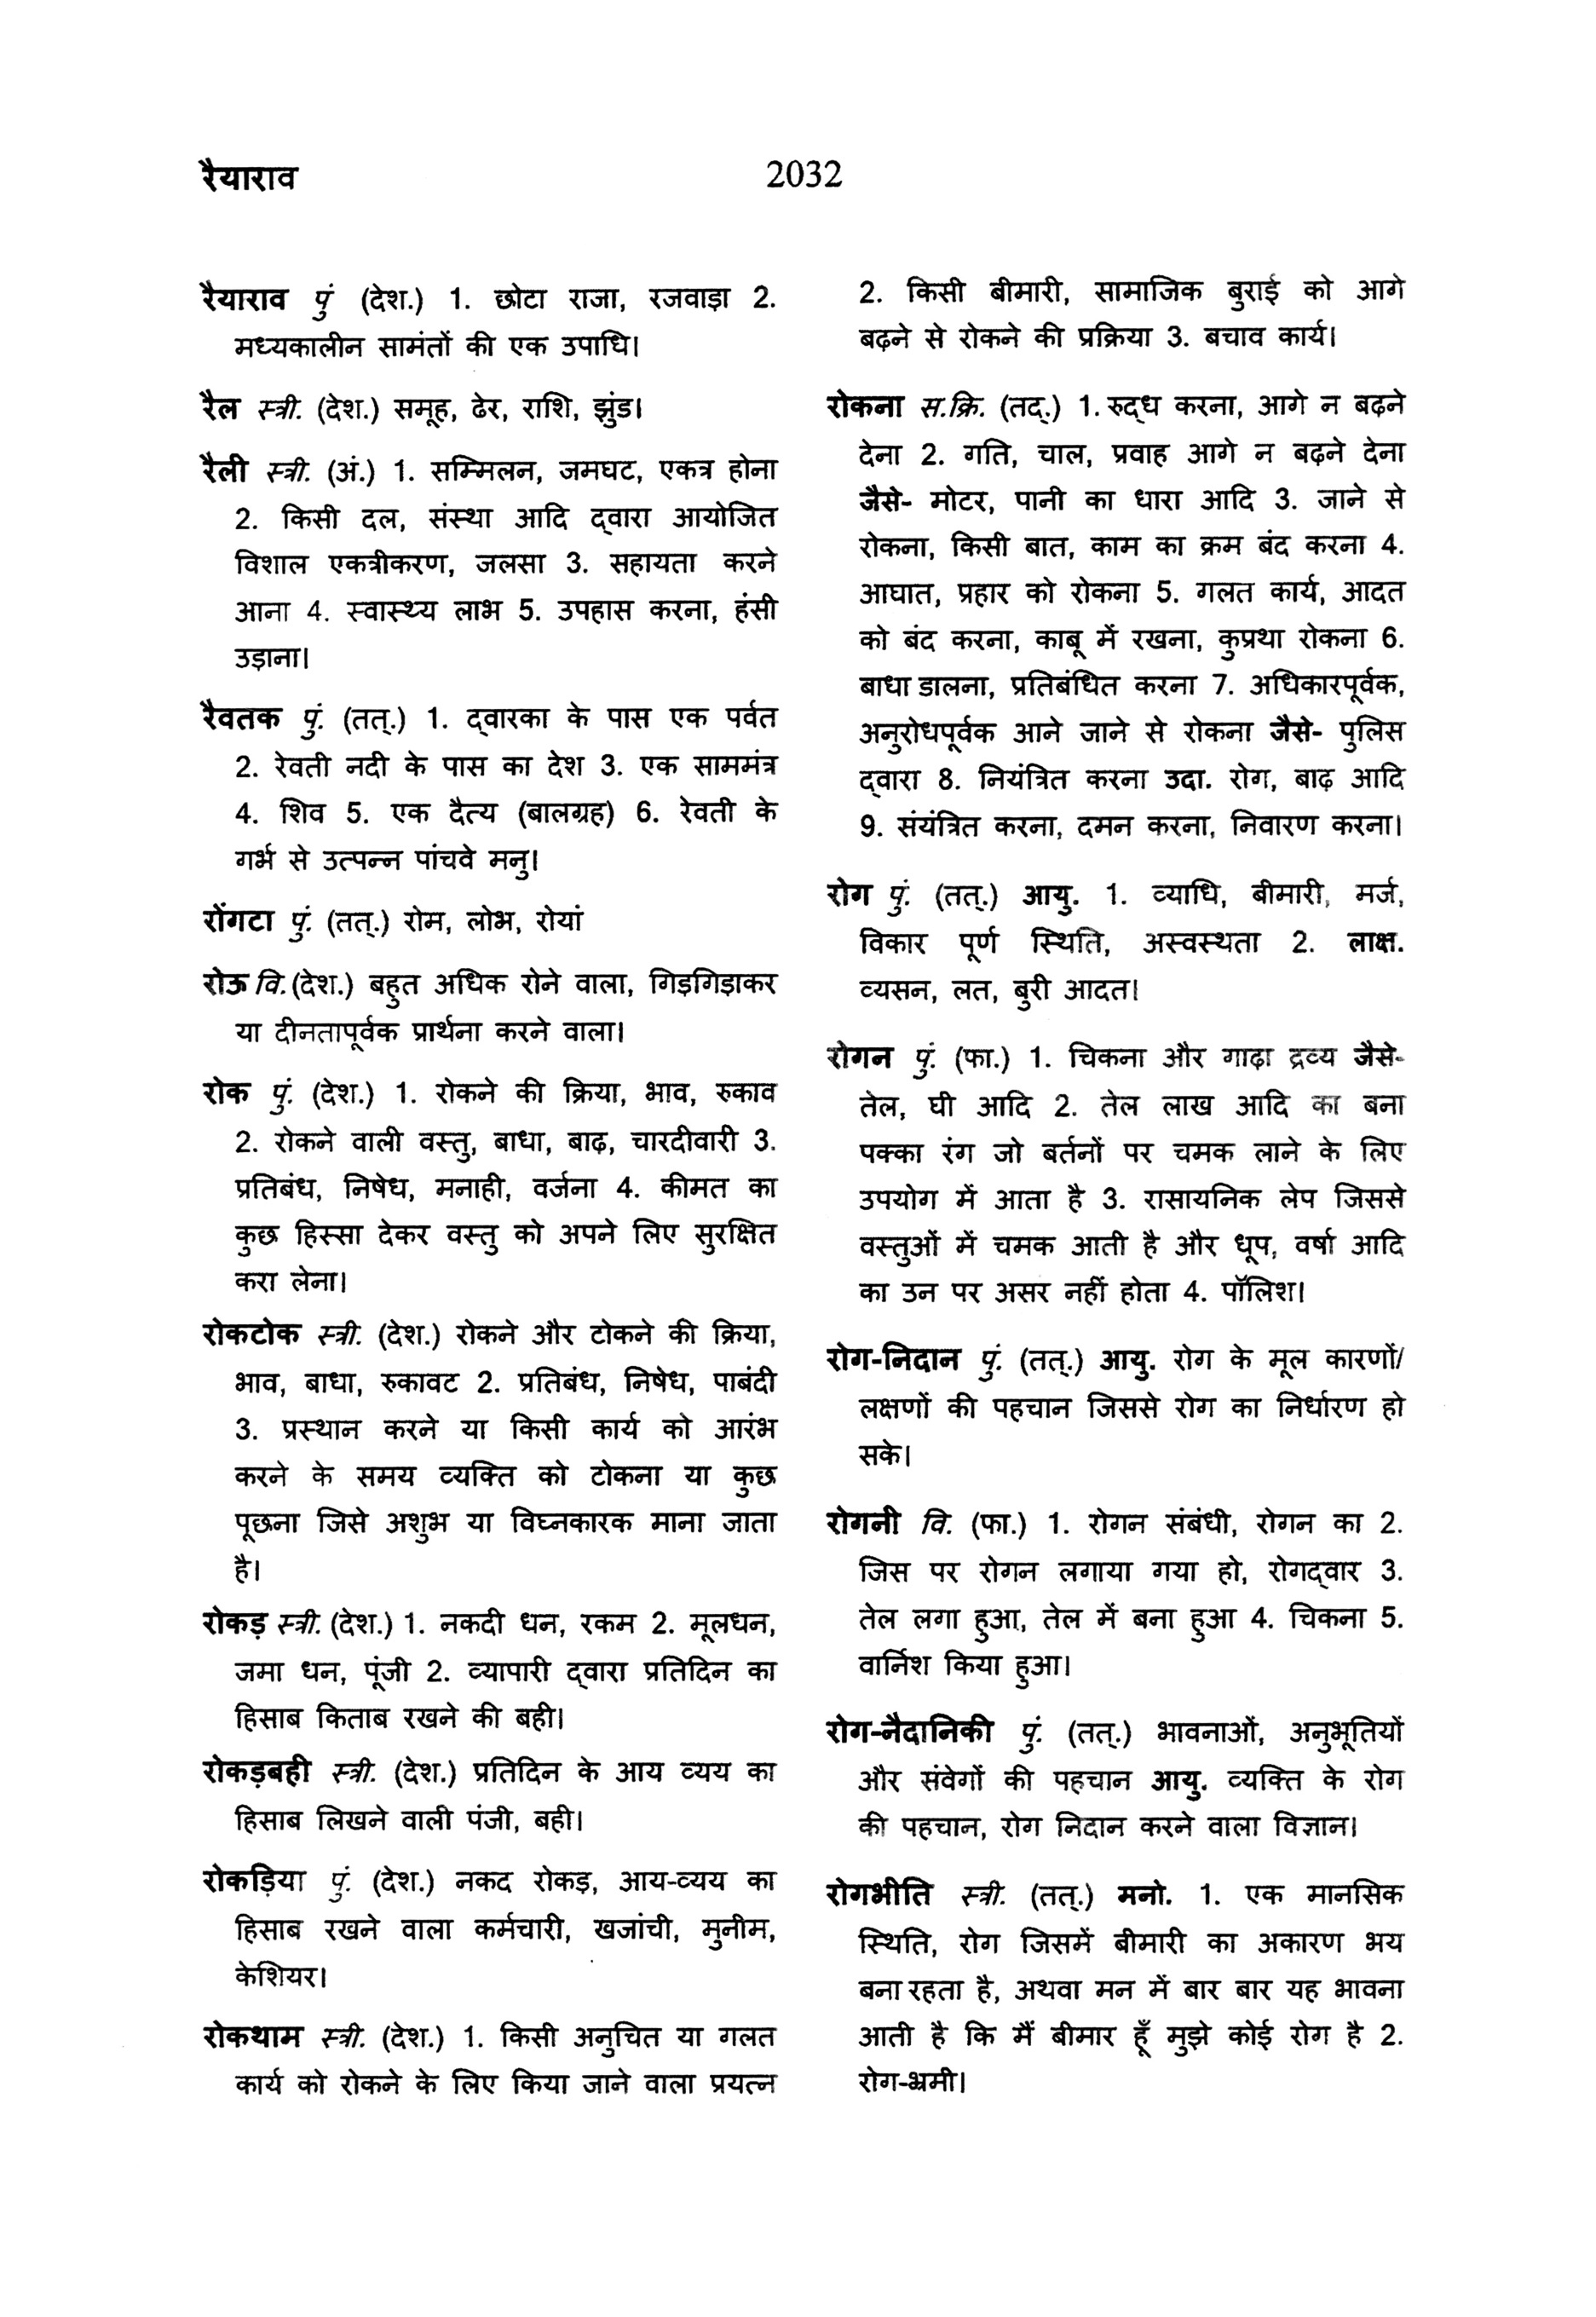 रैयाराव
2032
रैयाराव पुं (देश.) 1. छोटा राजा, रजवाड़ा 2.
मध्यकालीन सामंतों की एक उपाधि।
रैल स्त्री. (देश.) समूह, ढेर, राशि, झुंड।
रैली स्त्री. (अं.) 1. सम्मिलन, जमघट, एकत्र होना
2. किसी दल, संस्था आदि द्‌वारा आयोजित
विशाल एकत्रीकरण, जलसा 3. सहायता करने
आना 4. स्वास्थ्य लाभ 5. उपहास करना, हंसी
उड़ाना।
रैवतक पुं. (तत्.) 1. द्‌वारका के पास एक पर्वत
2. रेवती नदी के पास का देश 3. एक साममंत्र
4. शिव 5. एक दैत्य (बालग्रह) 6. रेवती के
गर्भ से उत्पन्न पांचवे मनु।
रोंगटा पुं. (तत्.) रोम, लोभ, रोयां
रोऊ वि. (देश.) बहुत अधिक रोने वाला, गिड़गिड़ाकर
या दीनतापूर्वक प्रार्थना करने वाला।
रोक पुं. (देश.) 1. रोकने की क्रिया, भाव, रुकाव
2. रोकने वाली वस्तु, बाधा, बाढ़, चारदीवारी 3.
प्रतिबंध, निषेध, मनाही, वर्जना 4. कीमत का
कुछ हिस्सा देकर वस्तु को अपने लिए सुरक्षित
करा लेना।
रोकटोक स्त्री. (देश.) रोकने और टोकने की क्रिया,
भाव, बाधा, रुकावट 2. प्रतिबंध, निषेध, पाबंदी
3. प्रस्थान करने या किसी कार्य को आरंभ
करने के समय व्यक्ति को टोकना या कुछ
पूछना जिसे अशुभ या विघ्नकारक माना जाता
है।
रोकड़ स्त्री. (देश.) 1. नकदी धन, रकम 2. मूलधन,
जमा धन, पूंजी 2. व्यापारी द्‌वारा प्रतिदिन का
हिसाब किताब रखने की बही।
रोकड़बही स्त्री. (देश.) प्रतिदिन के आय व्यय का
हिसाब लिखने वाली पंजी, बही।
रोकड़िया पुं. (देश.) नकद रोकड़, आय-व्यय का
हिसाब रखने वाला कर्मचारी, खजांची, मुनीम,
केशियर।
रोकथाम स्त्री. (देश.) 1. किसी अनुचित या गलत
कार्य को रोकने के लिए किया जाने वाला प्रयत्न
2. किसी बीमारी, सामाजिक बुराई को आगे
बढ़ने से रोकने की प्रक्रिया 3. बचाव कार्य।
रोकना स.क्रि. (तद्.) 1. रुद्‌ध करना, आगे न बढ़ने
देना 2. गति, चाल, प्रवाह आगे न बढ़ने देना
जैसे- मोटर, पानी का धारा आदि 3. जाने से
रोकना, किसी बात, काम का क्रम बंद करना 4.
आघात, प्रहार को रोकना 5. गलत कार्य, आदत
को बंद करना, काबू में रखना, कुप्रथा रोकना 6.
बाधा डालना, प्रतिबंधित करना 7. अधिकारपूर्वक,
अनुरोधपूर्वक आने जाने से रोकना जैसे- पुलिस
द्‌वारा 8. नियंत्रित करना उदा. रोग, बाढ़ आदि
9. संयंत्रित करना, दमन करना, निवारण करना।
रोग पुं. (तत्.) आयु. 1. व्याधि, बीमारी, मर्ज,
विकार पूर्ण स्थिति, अस्वस्थता 2. लाक्ष.
व्यसन, लत, बुरी आदत।
रोगन पुं. (फा.) 1. चिकना और गाढ़ा द्रव्य जैसे-
तेल, घी आदि 2. तेल लाख आदि का बना
पक्का रंग जो बर्तनों पर चमक लाने के लिए
उपयोग में आता है 3. रासायनिक लेप जिससे
वस्तुओं में चमक आती है और धूप, वर्षा आदि
का उन पर असर नहीं होता 4. पॉलिश।
रोग-निदान पुं. (तत्.) आयु. रोग के मूल कारणों/
लक्षणों की पहचान जिससे रोग का निर्धारण हो
सके।
रोगनी वि. (फा.) 1. रोगन संबंधी, रोगन का 2.
जिस पर रोगन लगाया गया हो, रोगद्‌वार 3.
तेल लगा हुआ, तेल में बना हुआ 4. चिकना 5.
वार्निश किया हुआ।
रोग-नैदानिकी पुं. (तत्.) भावनाओं, अनुभूतियों
और संवेगों की पहचान आयु. व्यक्ति के रोग
की पहचान, रोग निदान करने वाला विज्ञान।
रोगभीति स्त्री. (तत्.) मनो. 1. एक मानसिक
स्थिति, रोग जिसमें बीमारी का अकारण भय
बना रहता है, अथवा मन में बार बार यह भावना
आती है कि मैं बीमार हूँ मुझे कोई रोग है 2.
रोग-भ्रमी।